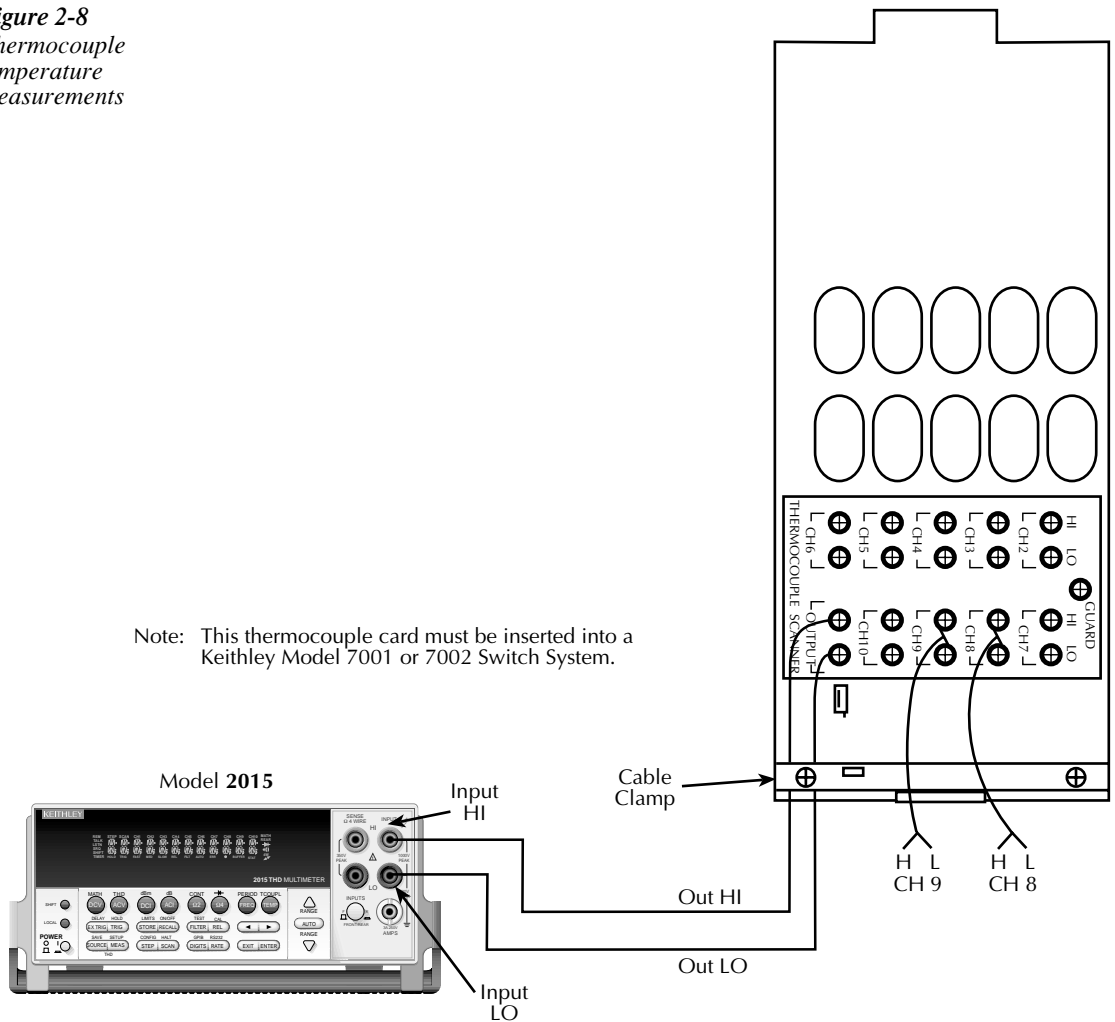 igure 2-8
hermocouple
mperature
easurements
THERMOCOUPLE SCANNER
CH6
CH5
CH4
CH3
CH2
HI
LO
GUARD
OUTPUT
CH10
CH9
CH8
CH7
HI
LO
Note: This thermocouple card must be inserted into a
Keithley Model 7001 or 7002 Switch System.
Model 2015
Input
HI
Cable
Clamp
H L
CH 9
H L
CH 8
Out HI
Out LO
Input
LO
KEITHLEY
2015 THD MULTIMETER
SENSE
Ω 4 WIRE
INPUT
HI
350V
PEAK
1000V
PEAK
LO
INPUTS
F R
FRONT/REAR
3A 250V
AMPS
MATH THD dBm dB CONT PERIOD TCOUPL
DCV ACV DCI ACI Ω2 Ω4 FREQ TEMP
SHIFT
LOCAL
POWER
DELAY HOLD LIMITS ON/OFF TEST CAL
EX TRIG TRIG STORE RECALL FILTER REL
SAVE SETUP CONFIG HALT GPIB RS232
SOURCE MEAS STEP SCAN DIGITS RATE EXIT ENTER
THD
RANGE
AUTO
RANGE